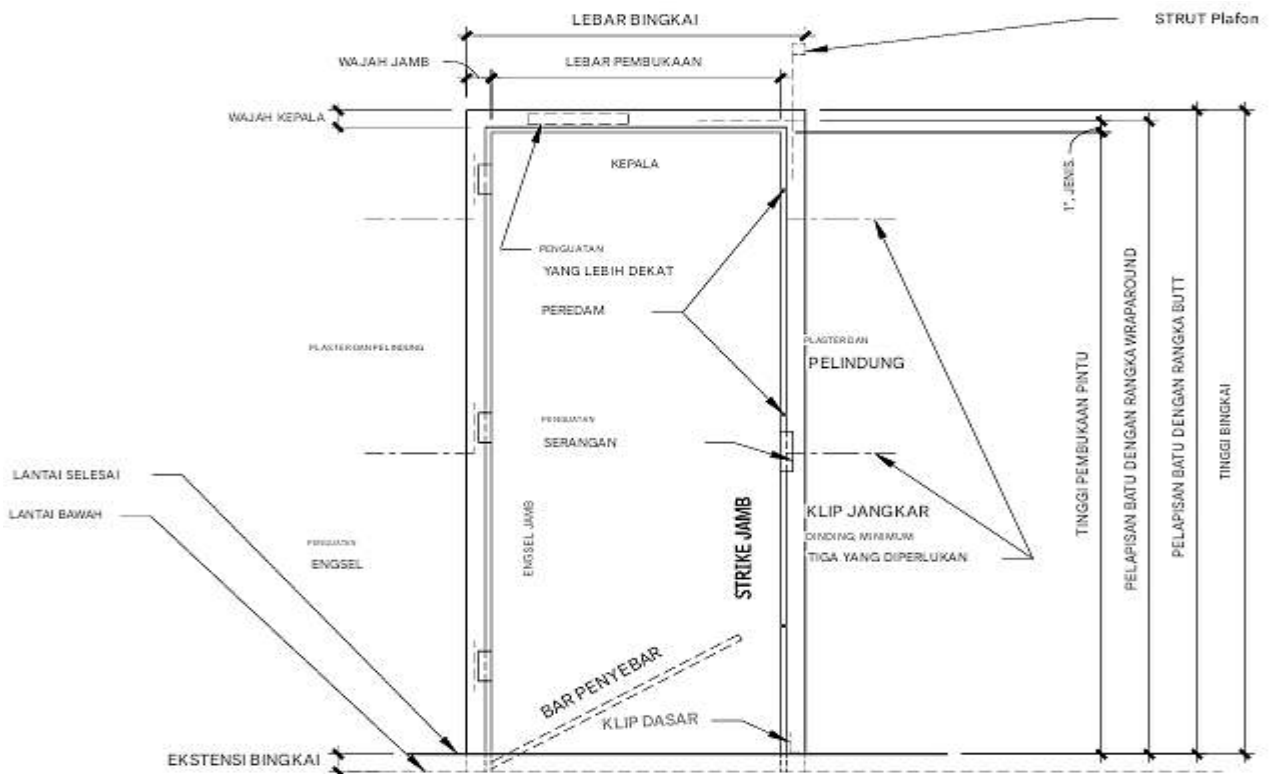 LEBAR BINGKAI
STRUT Plafon
WAJAH JAMB
LEBAR PEMBUKAAN
WAJAH KEPALA
KEPALA
1", JENIS.
PENGUATAN
YANG LEBIH DEKAT
PEREDAM
PLASTER DAN PELINDUNG
PLASTER DAN
PELINDUNG
PENGUATAN
SERANGAN
LANTAI SELESAI
LANTAI BAWAH
PENGUATAN
ENGSEL
ENGSEL JAMB
STRIKE JAMB
KLIP JANGKAR
DINDING; MINIMUM
TIGA YANG DIPERLUKAN
TINGGI PEMBUKAAN PINTU
PELAPISAN BATU DENGAN RANGKA WRAPAROUND
PELAPISAN BATU DENGAN RANGKA BUTT
TINGGI BINGKAI
BAR PENYEBAR
KLIP DASAR
EKSTENSI BINGKAI